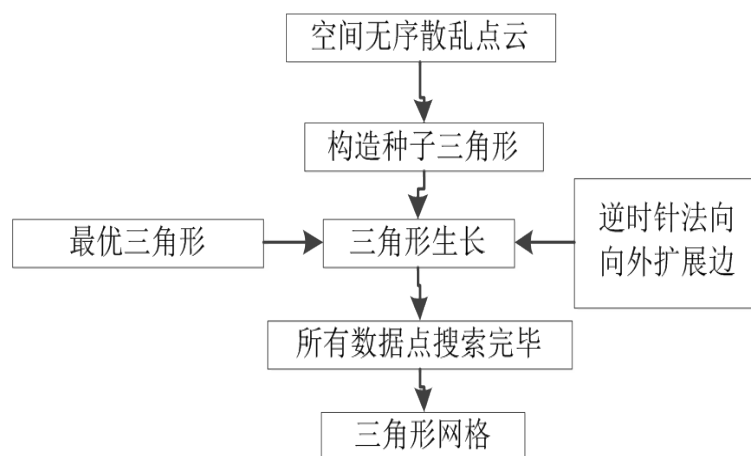 空间无序散乱点云
构造种子三角形
最优三角形
三角形生长
逆时针法向
向外扩展边
所有数据点搜索完毕
三角形网格